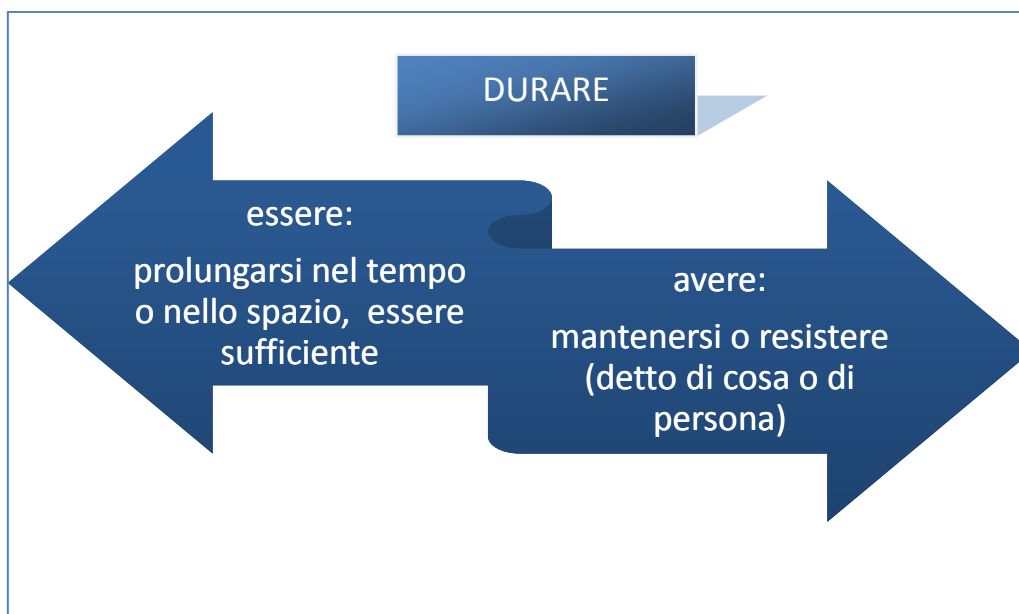 DURARE
essere:
prolungarsi nel tempo
o nello spazio,  essere
sufficiente
avere:
mantenersi o resistere
(detto di cosa o di
persona)